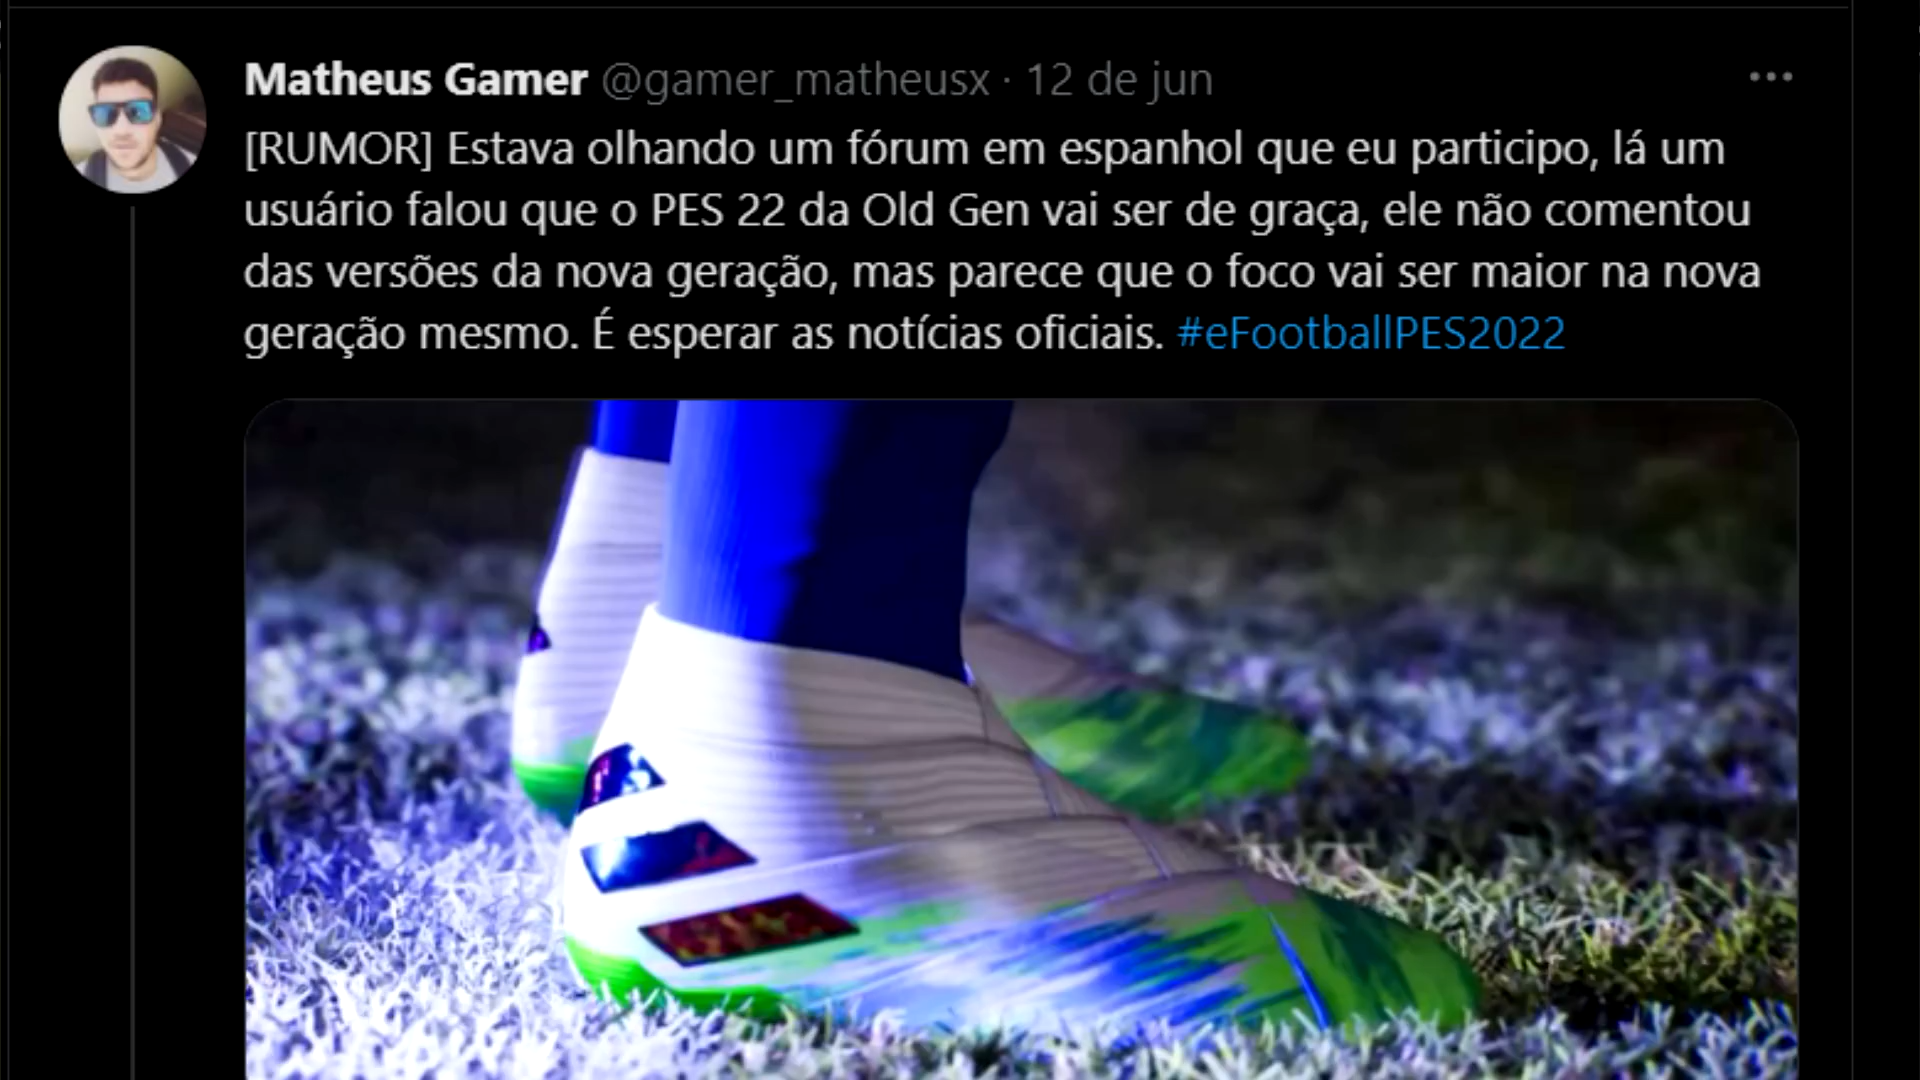 Matheus Gamer @gamer_matheusx · 12 de jun
[RUMOR] Estava olhando um fórum em espanhol que eu participo, lá um
usuário falou que o PES 22 da Old Gen vai ser de graça, ele não comentou
das versões da nova geração, mas parece que o foco vai ser maior na nova
geração mesmo. É esperar as notícias oficiais. #eFootballPES2022